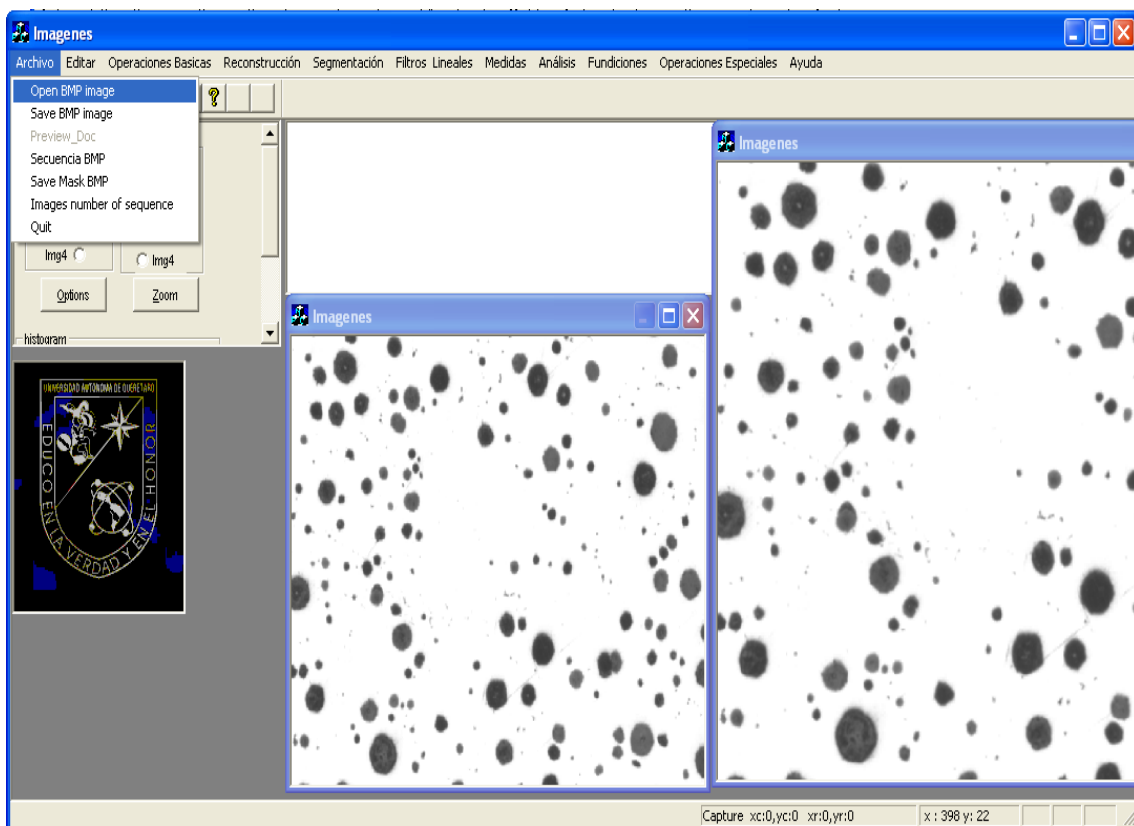 Imagenes
Archivo Editar Operaciones Basicas Reconstrucción Segmentación Filtros Lineales Medidas Análisis Fundiciones Operaciones Especiales Ayuda
Open BMP image
Save BMP image
Preview_Doc
Secuencia BMP
Save Mask BMP
Images number of sequence
Quit
Img4
Img4
Options
Zoom
histogram
UNIVERSIDAD AUTONOMA DE QUERETARO
EDUCO EN LA VERDAD Y EN EL HONOR
Imagenes
Imagenes
Capture xc:0,yc:0 xr:0,yr:0
x : 398 y: 22